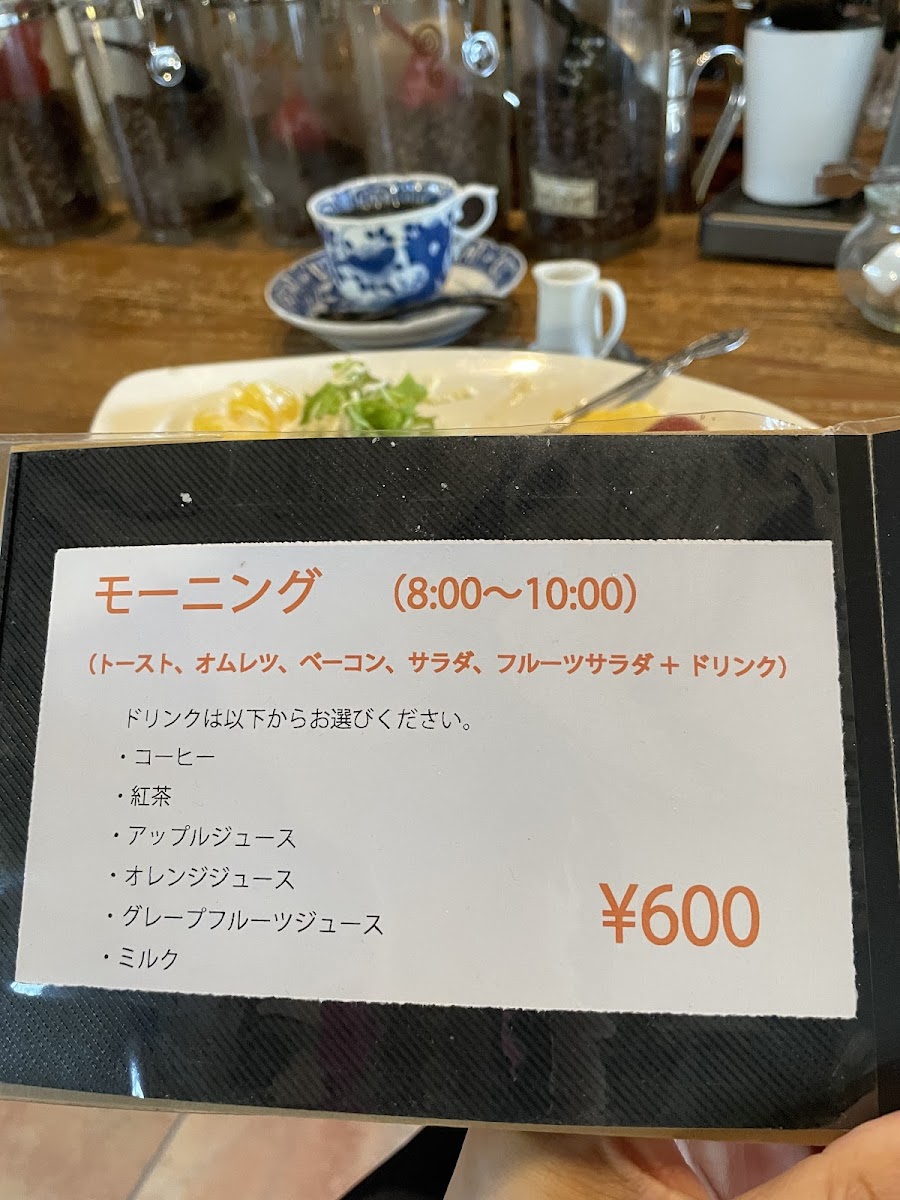 モーニング （8:00～10:00）
（トースト、オムレツ、ベーコン、サラダ、フルーツサラダ + ドリンク）
ドリンクは以下からお選びください。
・コーヒー
・紅茶
・アップルジュース
・オレンジジュース
・グレープフルーツジュース
・ミルク
¥600